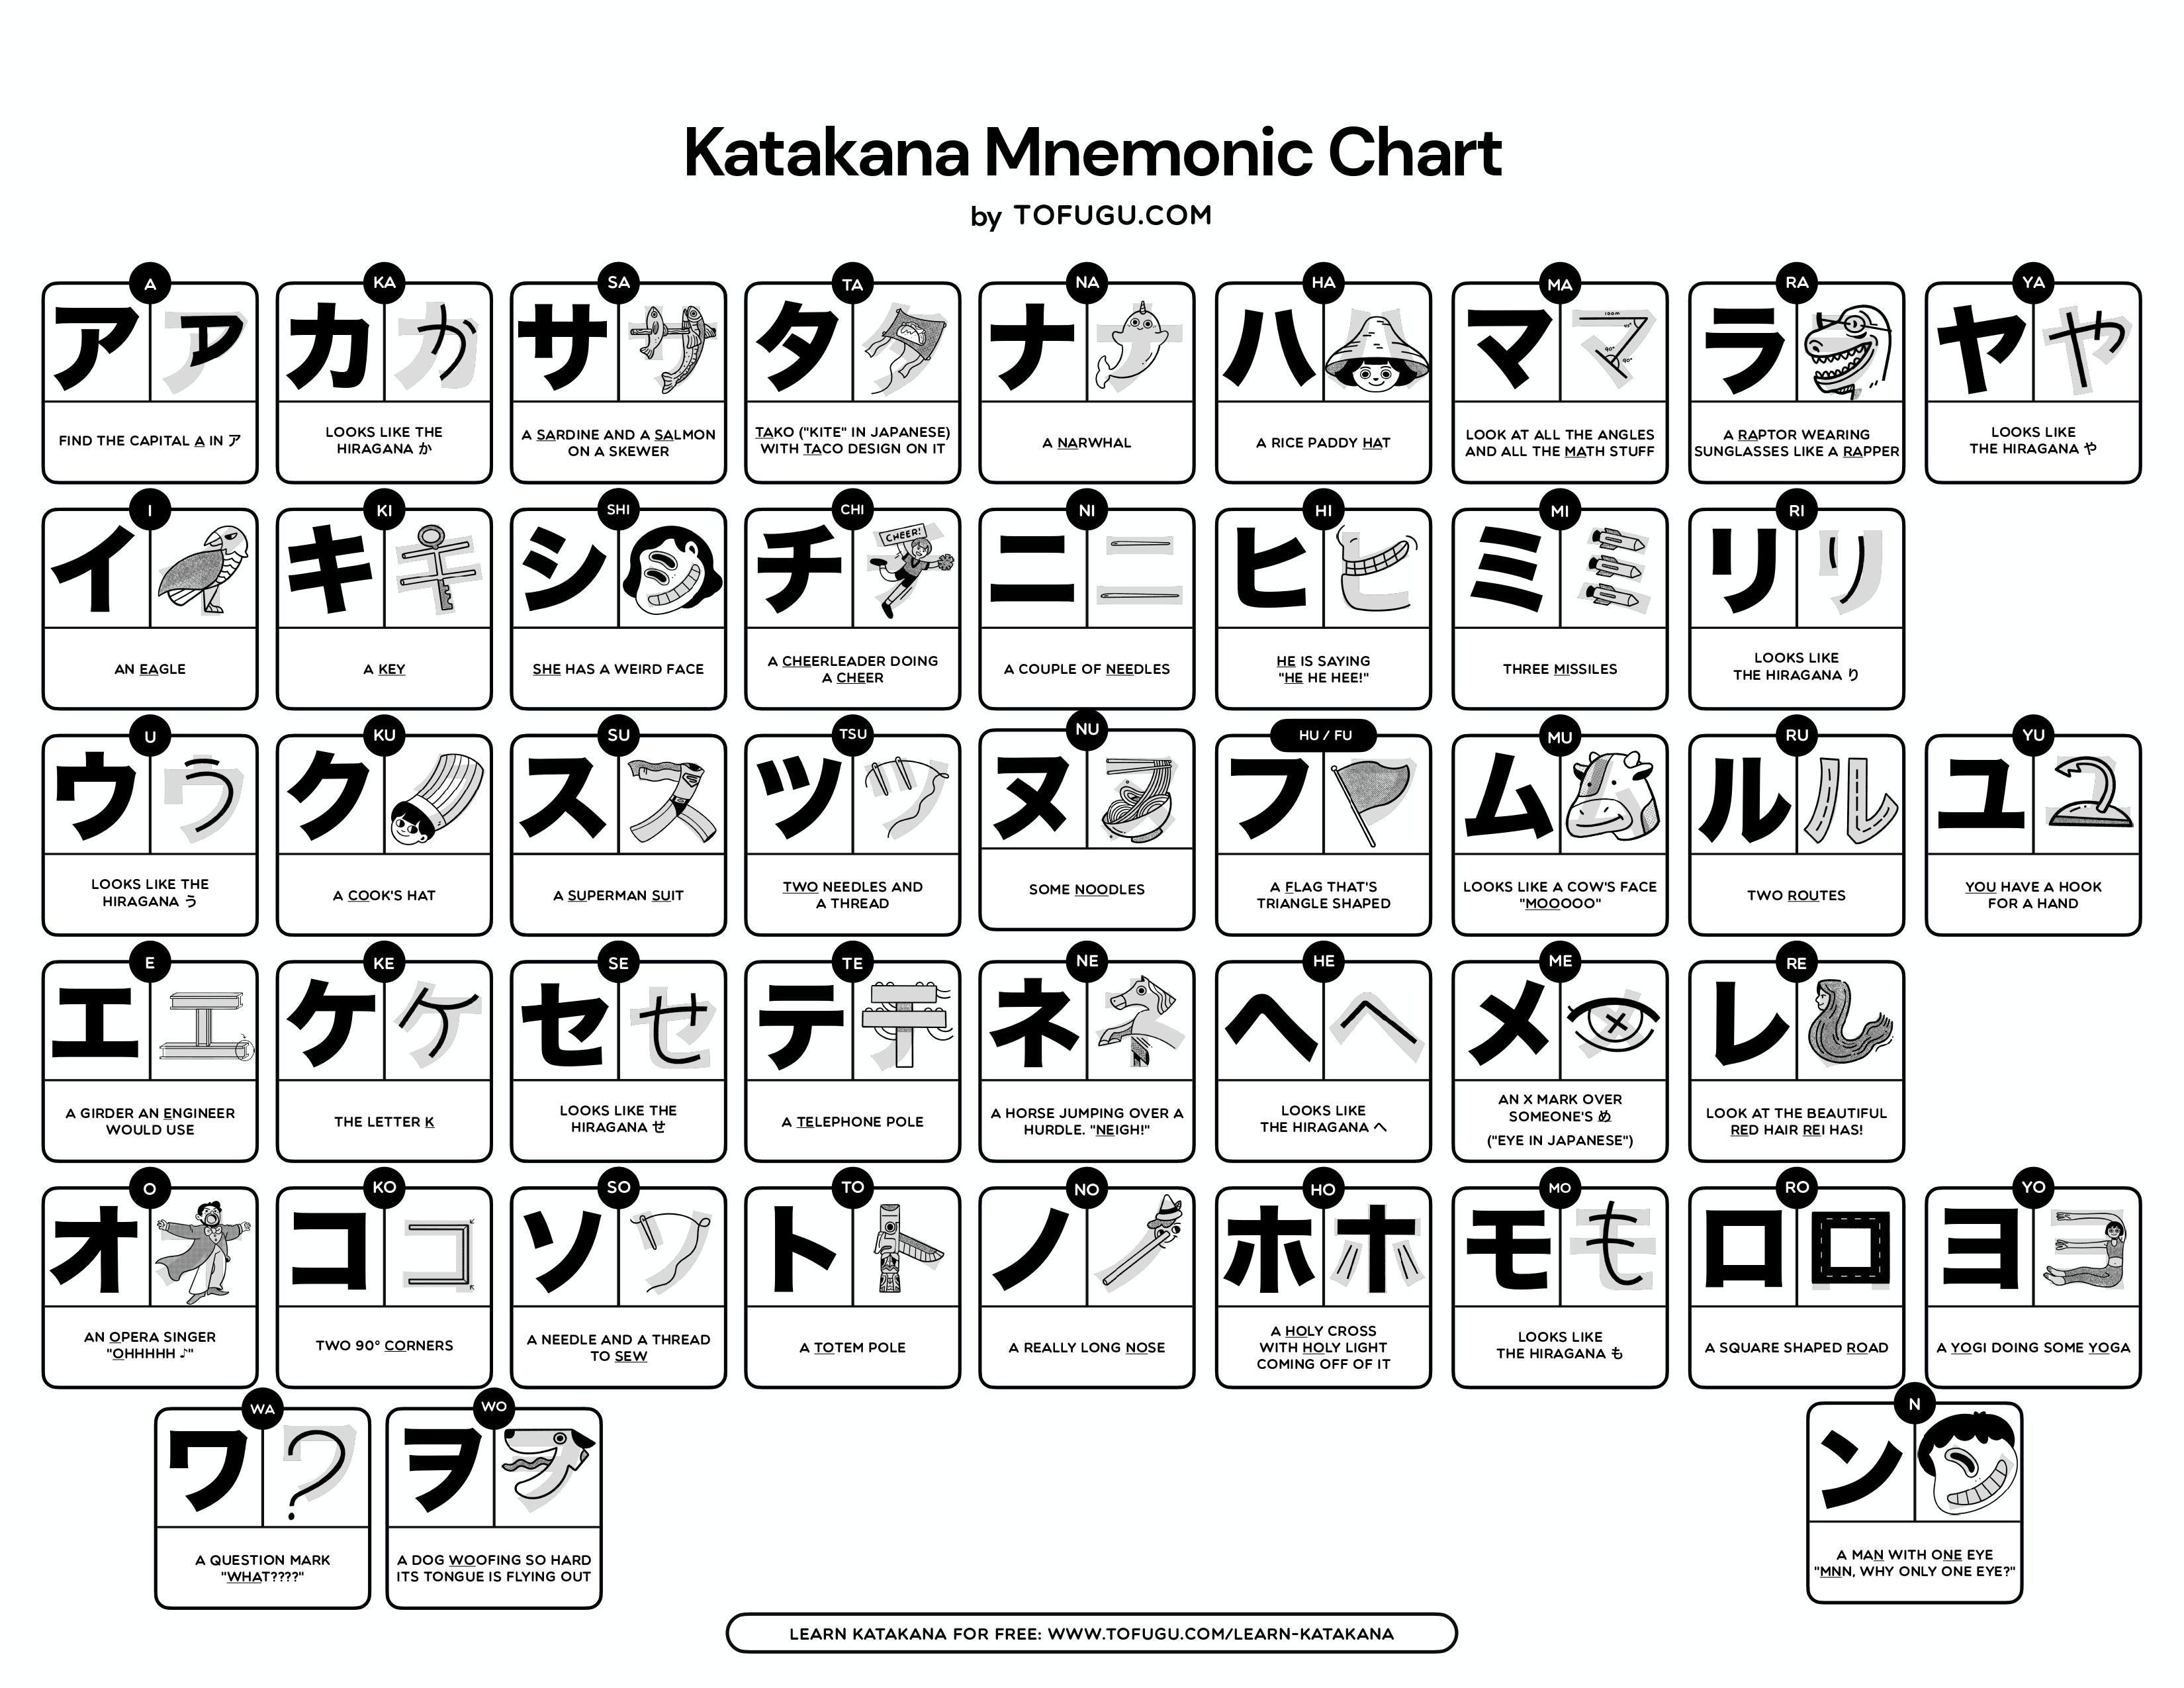 Katakana Mnemonic Chart
by TOFUGU.COM
A
ア
FIND THE CAPITAL A IN ア
KA
カ
LOOKS LIKE THE
HIRAGANA か
SA
サ
A SARDINE AND A SALMON
ON A SKEWER
TA
タ
TAKO ("KITE" IN JAPANESE)
WITH TACO DESIGN ON IT
NA
ナ
A NARWHAL
HA
ハ
A RICE PADDY HAT
MA
マ
100m
45°
90°
90°
LOOK AT ALL THE ANGLES
AND ALL THE MATH STUFF
RA
ラ
A RAPTOR WEARING
SUNGLASSES LIKE A RAPPER
YA
ヤ
LOOKS LIKE
THE HIRAGANA や
I
イ
AN EAGLE
KI
キ
A KEY
SHI
シ
SHE HAS A WEIRD FACE
CHI
チ
CHEER!
A CHEERLEADER DOING
A CHEER
NI
ニ
A COUPLE OF NEEDLES
HI
ヒ
HE IS SAYING
"HE HE HEE!"
MI
ミ
THREE MISSILES
RI
リ
LOOKS LIKE
THE HIRAGANA り
U
ウ
LOOKS LIKE THE
HIRAGANA う
KU
ク
A COOK'S HAT
SU
ス
A SUPERMAN SUIT
TSU
ツ
TWO NEEDLES AND
A THREAD
NU
ヌ
SOME NOODLES
HU / FU
フ
A FLAG THAT'S
TRIANGLE SHAPED
MU
ム
LOOKS LIKE A COW'S FACE
"MOOOOOO"
RU
ル
TWO ROUTES
YU
ユ
YOU HAVE A HOOK
FOR A HAND
E
エ
A GIRDER AN ENGINEER
WOULD USE
KE
ケ
THE LETTER K
SE
セ
LOOKS LIKE THE
HIRAGANA せ
TE
テ
A TELEPHONE POLE
NE
ネ
A HORSE JUMPING OVER A
HURDLE. "NEIGH!"
HE
ヘ
LOOKS LIKE
THE HIRAGANA へ
ME
メ
AN X MARK OVER
SOMEONE'S め
("EYE IN JAPANESE")
RE
レ
LOOK AT THE BEAUTIFUL
RED HAIR REI HAS!
O
オ
AN OPERA SINGER
"OHHHHH ♪"
KO
コ
TWO 90° CORNERS
SO
ソ
A NEEDLE AND A THREAD
TO SEW
TO
ト
A TOTEM POLE
NO
ノ
A REALLY LONG NOSE
HO
ホ
A HOLY CROSS
WITH HOLY LIGHT
COMING OFF OF IT
MO
モ
LOOKS LIKE
THE HIRAGANA も
RO
ロ
A SQUARE SHAPED ROAD
YO
ヨ
A YOGI DOING SOME YOGA
WA
ワ
A QUESTION MARK
"WHAT????"
WO
ヲ
A DOG WOOFING SO HARD
ITS TONGUE IS FLYING OUT
N
ン
A MAN WITH ONE EYE
"MNN, WHY ONLY ONE EYE?"
LEARN KATAKANA FOR FREE: WWW.TOFUGU.COM/LEARN-KATAKANA